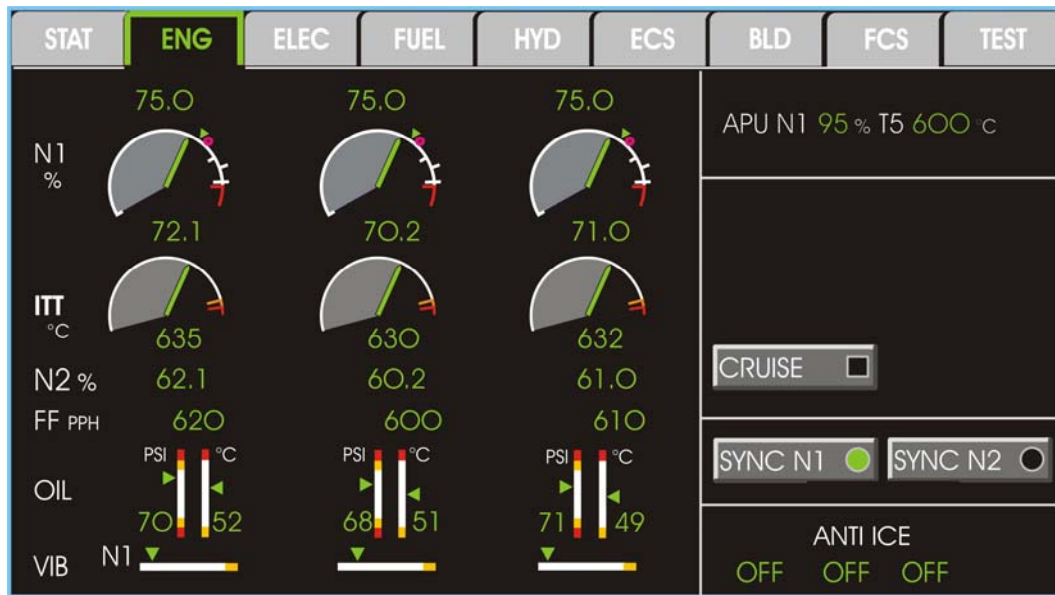 STAT ENG ELEC FUEL HYD ECS BLD FCS TEST
75.0 75.0 75.0
APU N1 95 % T5 600 °C
N1
%
72.1 70.2 71.0
ITT
°C
635 630 632
CRUISE
N2 % 62.1 60.2 61.0
FF PPH 620 600 610
PSI °C PSI °C PSI °C
SYNC N1 SYNC N2
OIL
70 52 68 51 71 49
ANTI ICE
VIB N1
OFF OFF OFF